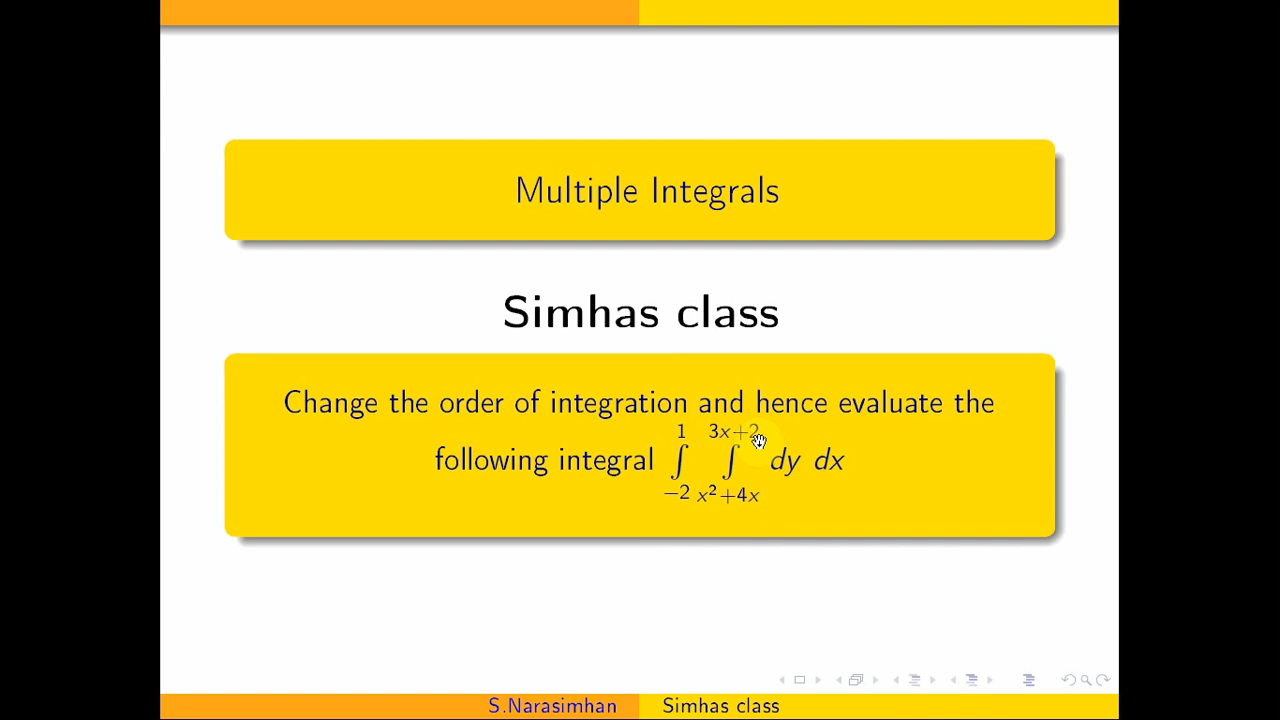 Multiple Integrals
Simhas class
Change the order of integration and hence evaluate the
following integral ∫_{-2}^{1} ∫_{x²+4x}^{3x+2} dy dx
S.Narasimhan
Simhas class